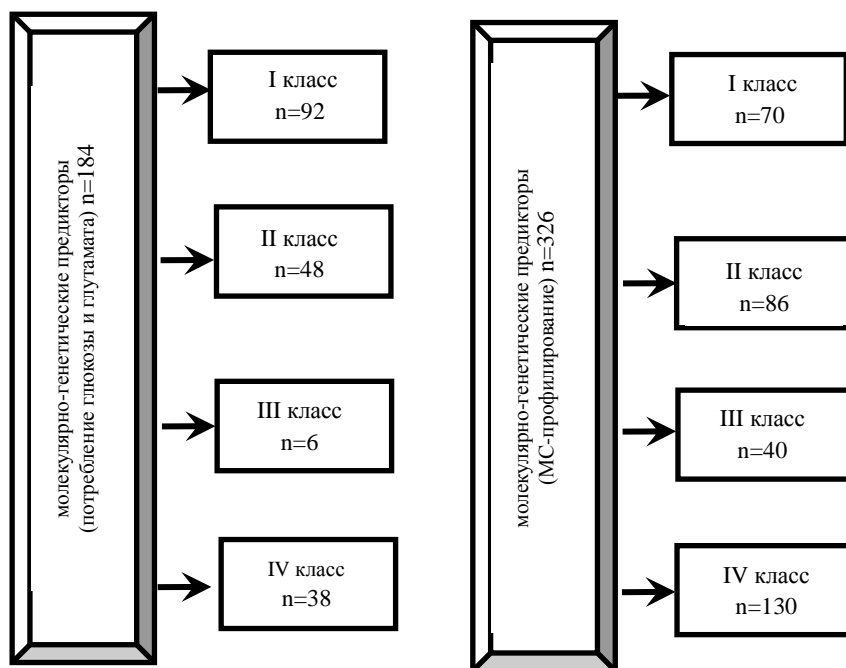 молекулярно-генетические предикторы
(потребление глюкозы и глутамата) n=184
I класс
n=92
II класс
n=48
III класс
n=6
IV класс
n=38
молекулярно-генетические предикторы
(МС-профилирование) n=326
I класс
n=70
II класс
n=86
III класс
n=40
IV класс
n=130